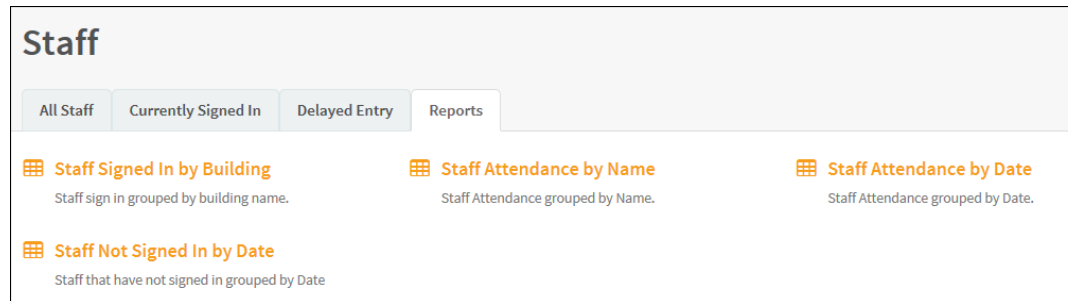 Staff
All Staff Currently Signed In Delayed Entry Reports
Staff Signed In by Building Staff Attendance by Name Staff Attendance by Date
Staff sign in grouped by building name. Staff Attendance grouped by Name. Staff Attendance grouped by Date.
Staff Not Signed In by Date
Staff that have not signed in grouped by Date